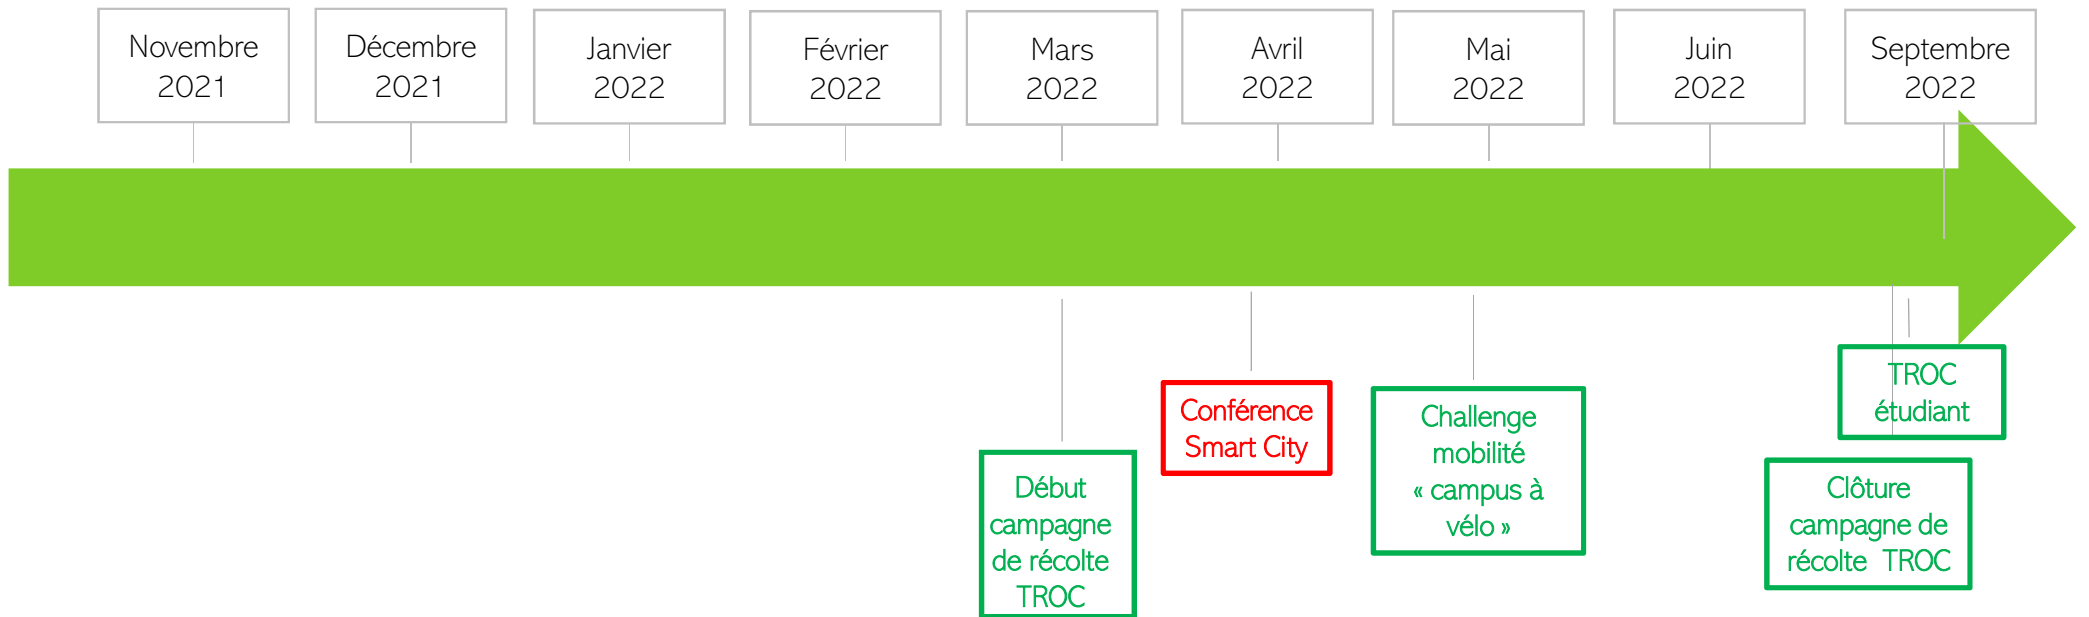 Novembre
2021
Décembre
2021
Janvier
2022
Février
2022
Mars
2022
Avril
2022
Mai
2022
Juin
2022
Septembre
2022
Début
campagne
de récolte
TROC
Conférence
Smart City
Challenge
mobilité
« campus à
vélo »
TROC
étudiant
Clôture
campagne de
récolte TROC